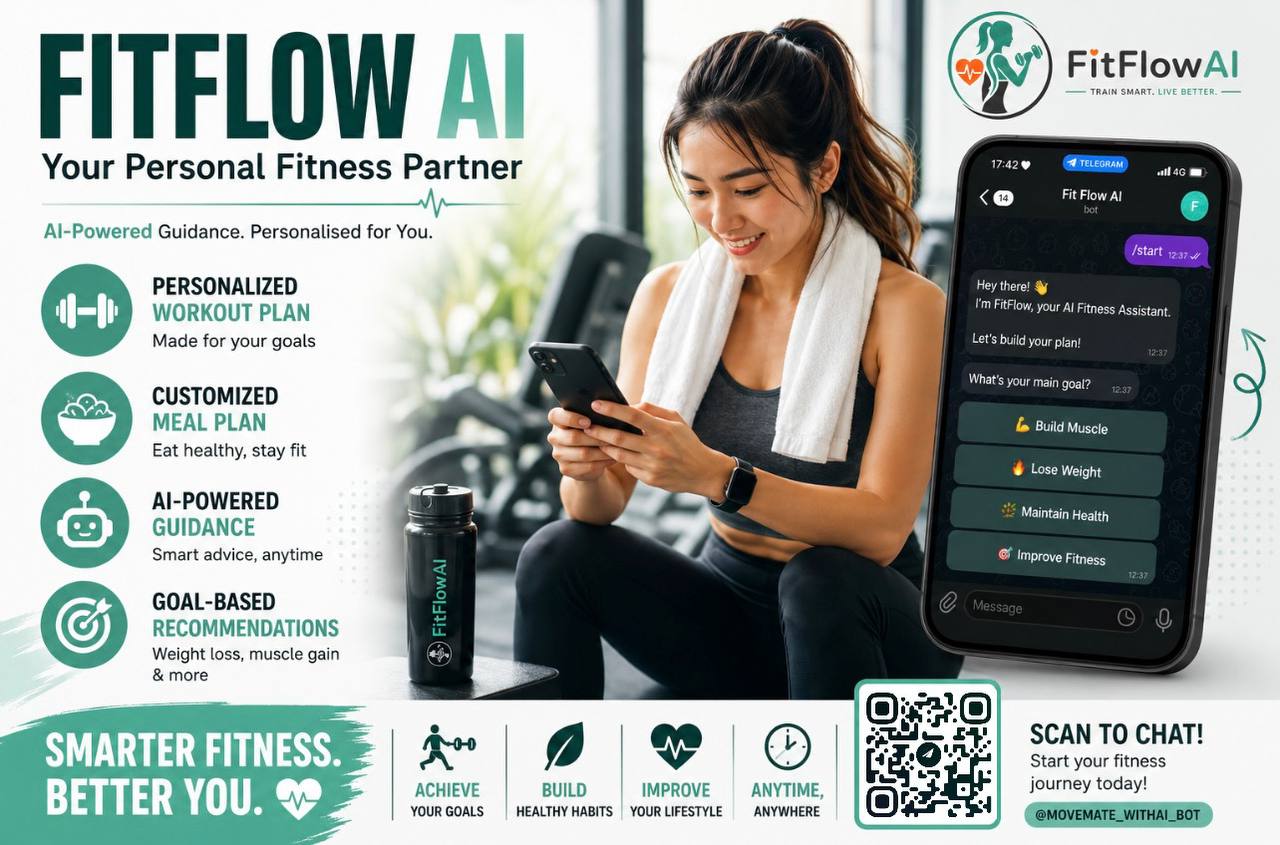 FITFLOW AI
Your Personal Fitness Partner
AI-Powered Guidance. Personalised for You.
PERSONALIZED
WORKOUT PLAN
Made for your goals
CUSTOMIZED
MEAL PLAN
Eat healthy, stay fit
AI-POWERED
GUIDANCE
Smart advice, anytime
GOAL-BASED
RECOMMENDATIONS
Weight loss, muscle gain
& more
SMARTER FITNESS.
BETTER YOU.
FitFlowAI
FitFlowAI
TRAIN SMART. LIVE BETTER.
17:42
TELEGRAM
4G
14
Fit Flow AI
bot
F
/start 12:37
Hey there! 👋
I'm FitFlow, your AI Fitness Assistant.
Let's build your plan!
12:37
What's your main goal? 12:37
💪 Build Muscle
🔥 Lose Weight
🌿 Maintain Health
🎯 Improve Fitness
12:37
Message
ACHIEVE
YOUR GOALS
BUILD
HEALTHY HABITS
IMPROVE
YOUR LIFESTYLE
ANYTIME,
ANYWHERE
SCAN TO CHAT!
Start your fitness
journey today!
@MOVEMATE_WITHAI_BOT